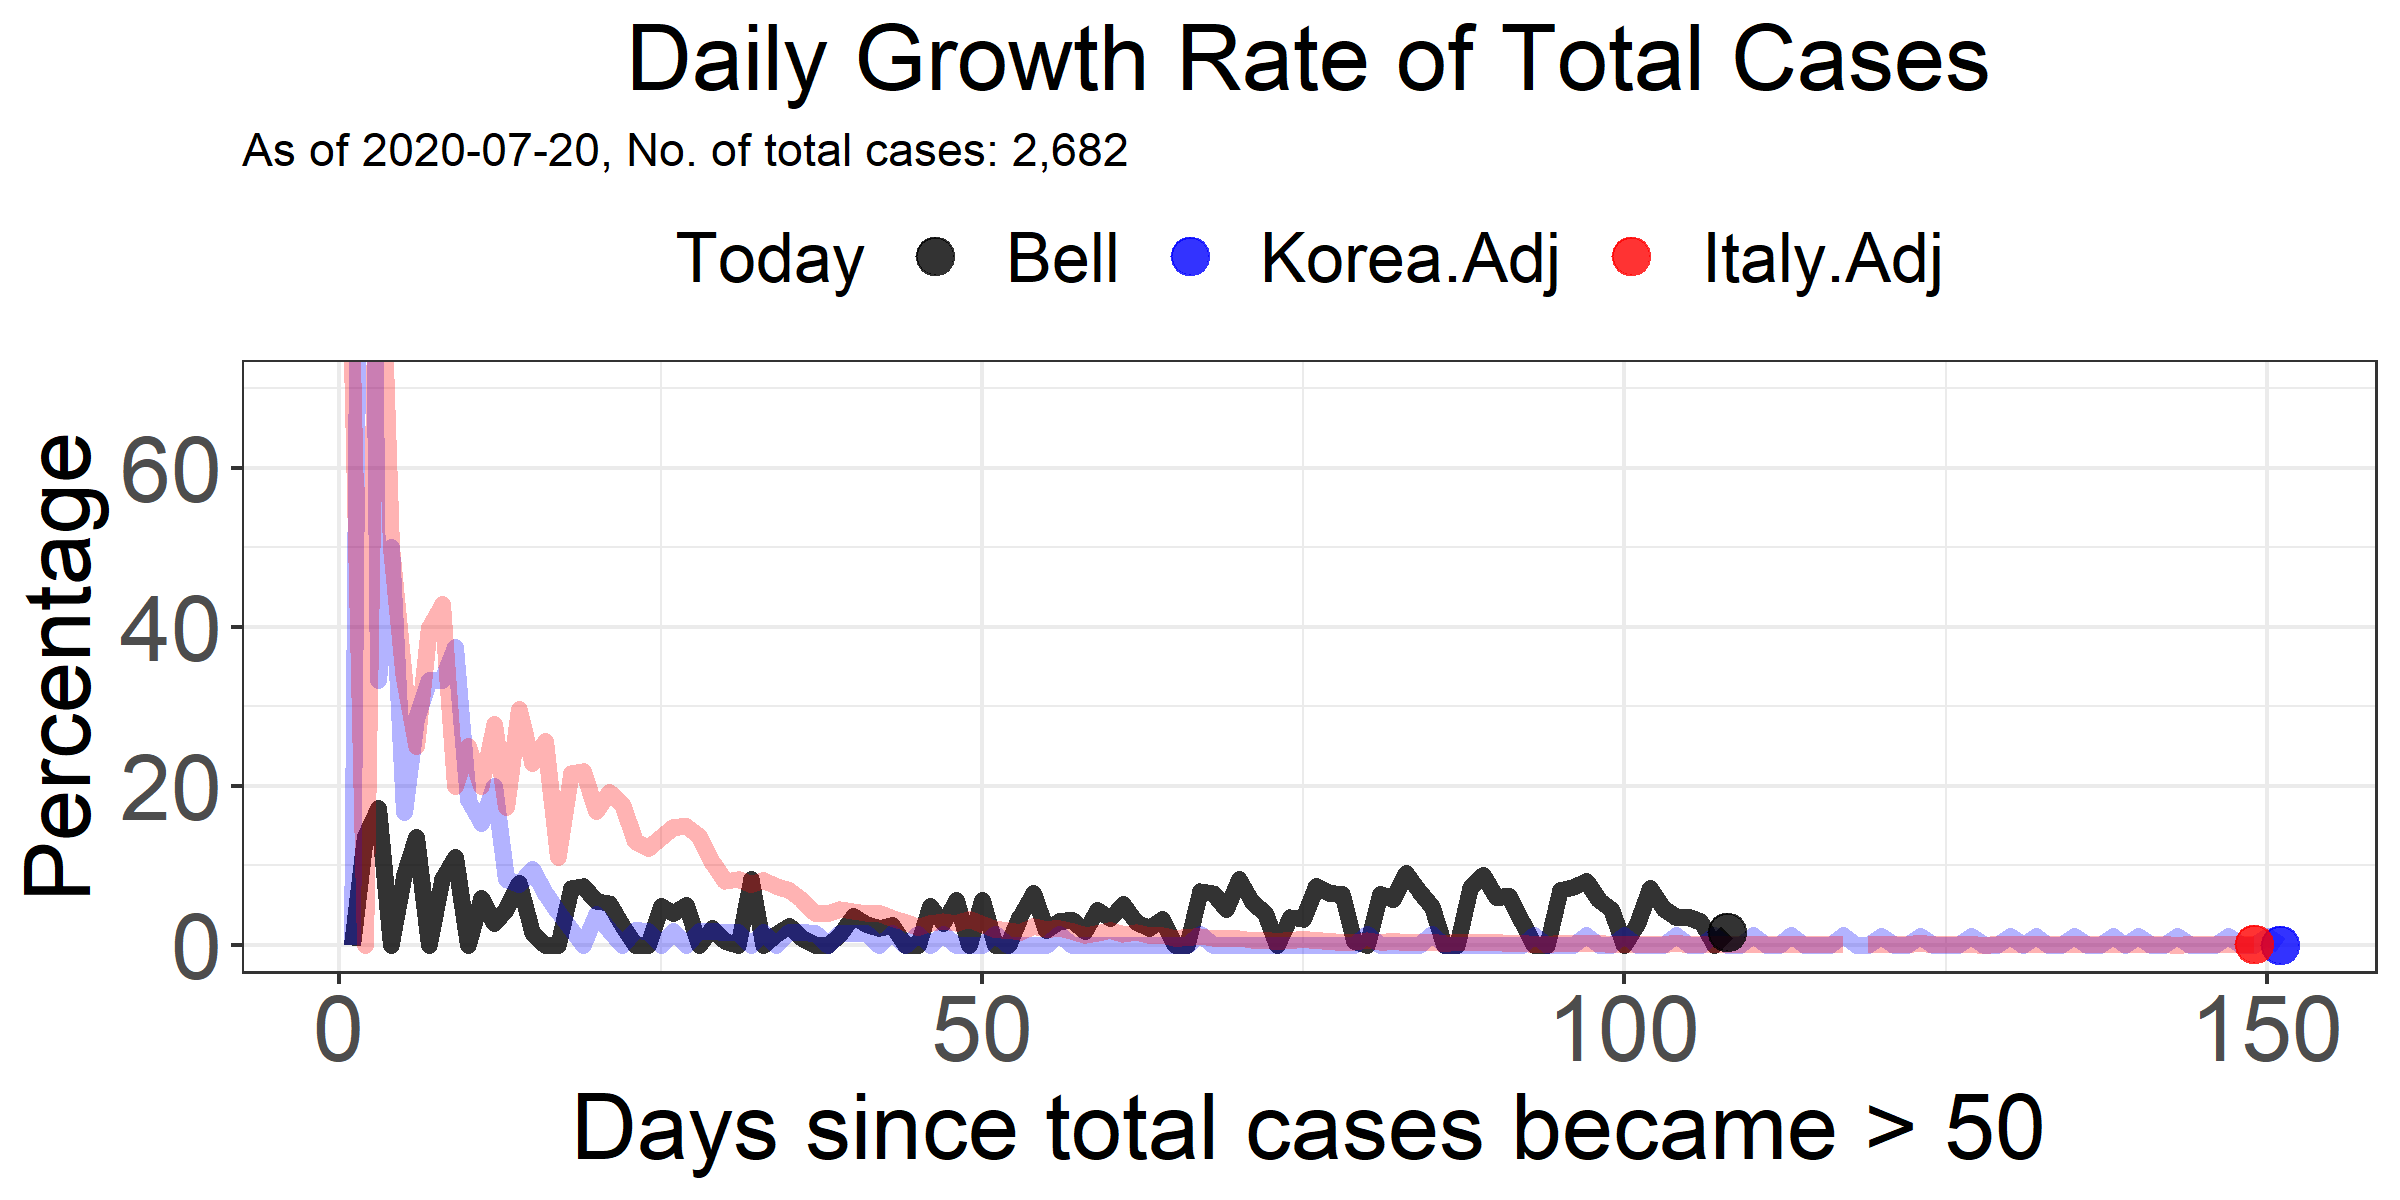 Daily Growth Rate of Total Cases
As of 2020-07-20, No. of total cases: 2,682
Today Bell Korea.Adj Italy.Adj
Percentage
60
40
20
0
0 50 100 150
Days since total cases became > 50